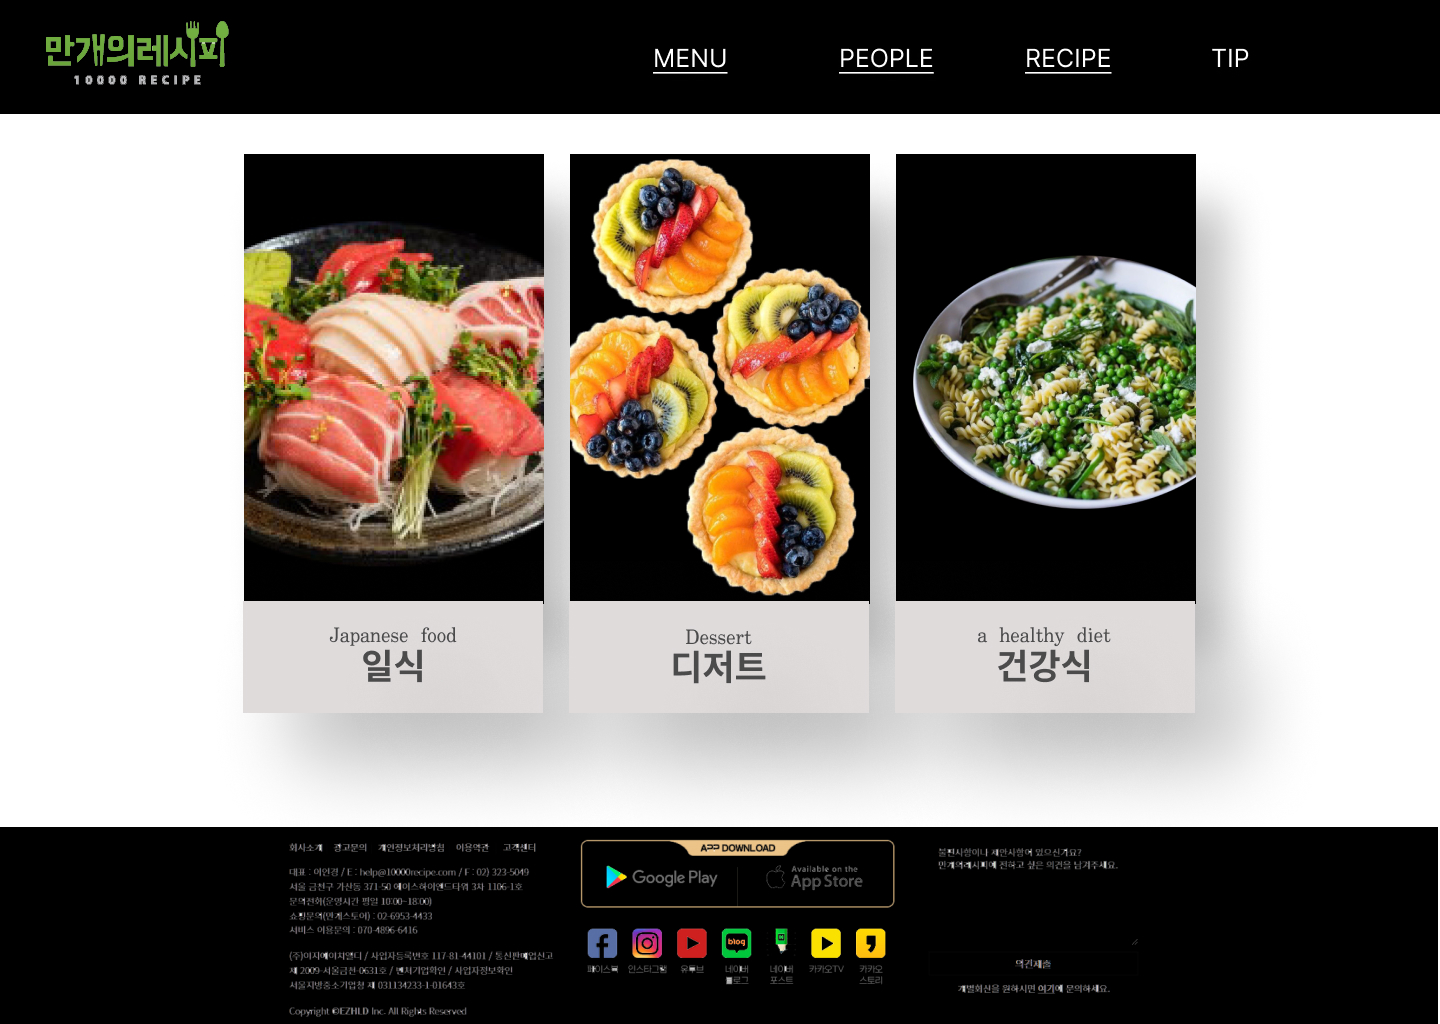 만개의레시피
10000 RECIPE
MENU PEOPLE RECIPE TIP
Japanese food
일식
Dessert
디저트
a healthy diet
건강식
회사소개 광고문의 개인정보처리방침 이용약관 고객센터
대표 : 이인경 / E : help@10000recipe.com / F : 02) 323-5049
서울 금천구 가산동 371-50 에이스하이엔드타워 3차 1106-1호
문의전화(운영시간 평일 10:00~18:00)
쇼핑문의(만개스토어) : 02-6953-4433
서비스 이용문의 : 070-4896-6416
(주)이지에이치엘디 / 사업자등록번호 117-81-44101 / 통신판매업신고
제 2009-서울금천-0631호 / 벤처기업확인 / 사업자정보확인
서울지방중소기업청 제 031134233-1-01643호
Copyright ©EZHLD Inc. All Rights Reserved
APP DOWNLOAD
Google Play
Available on the
App Store
blog
페이스북 인스타그램 유튜브 네이버 블로그 네이버 포스트 카카오TV 카카오 스토리
불편사항이나 제안사항이 있으신가요?
만개의레시피에 전하고 싶은 의견을 남겨주세요.
의견제출
개별회신을 원하시면 여기에 문의하세요.